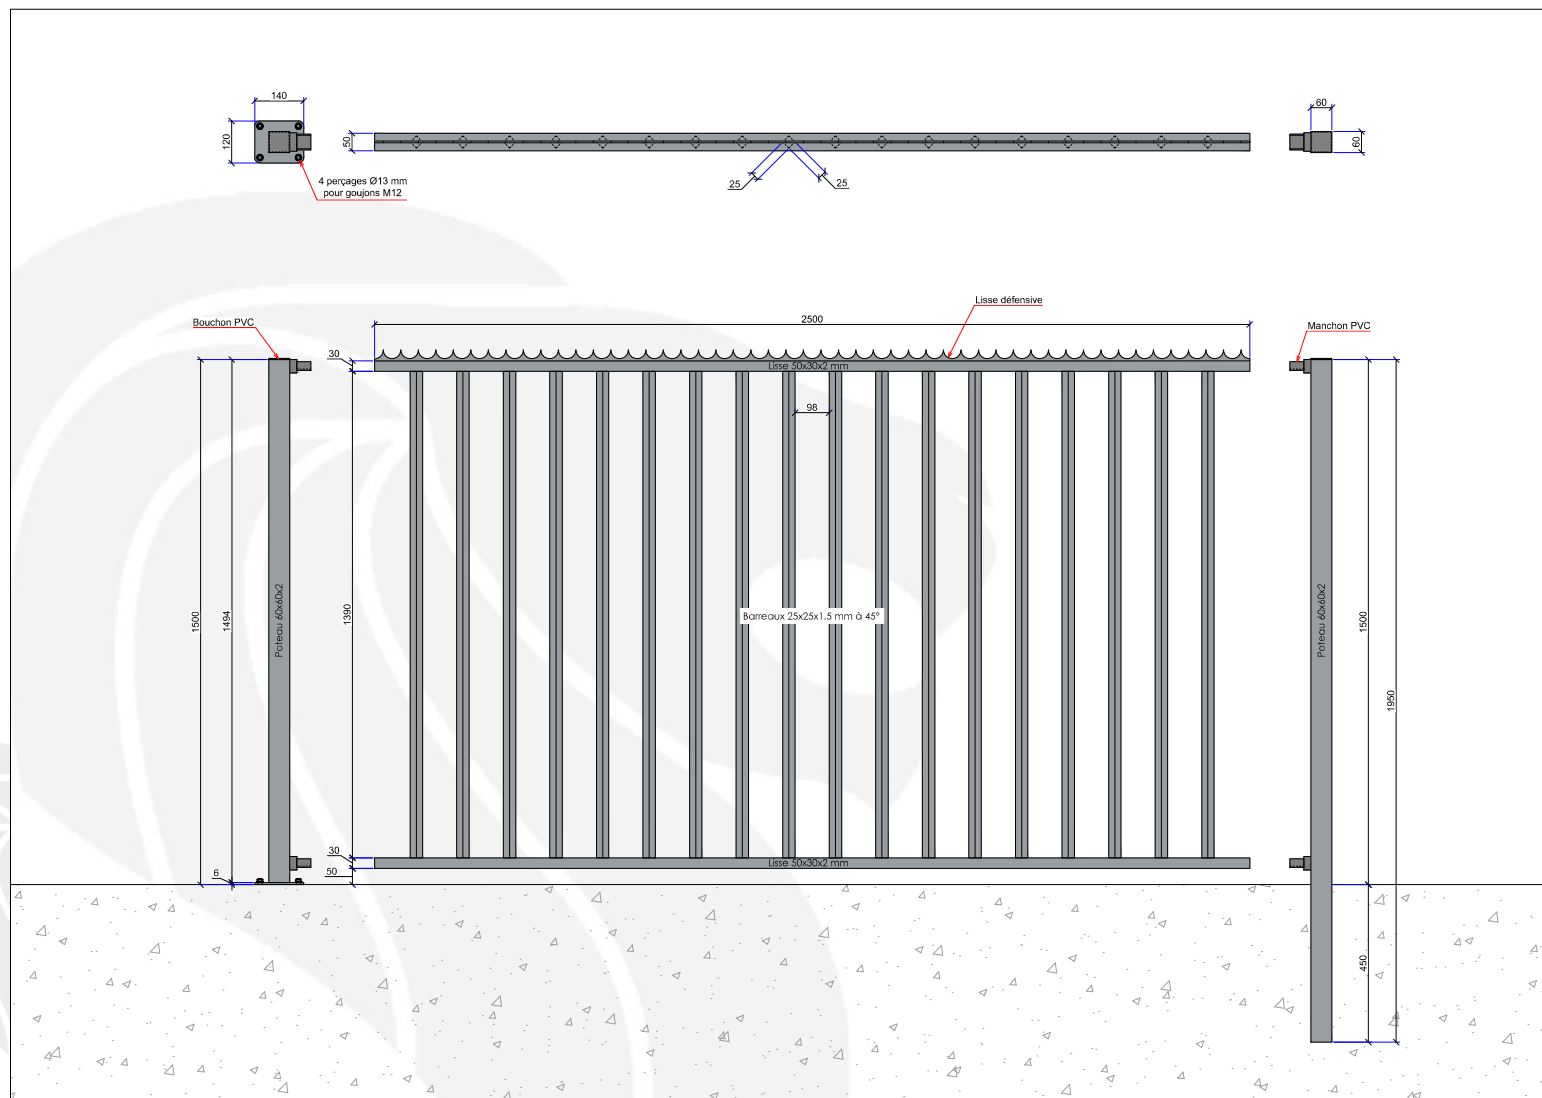 140
120
4 perçages Ø13 mm
pour goujons M12
50
25
25
60
60
Lisse défensive
2500
Bouchon PVC
Manchon PVC
30
Lisse 50x30x2 mm
98
1500
1494
Poteau 60x60x2
1390
Barreaux 25x25x1.5 mm à 45°
Poteau 60x60x2
1500
1950
30
Lisse 50x30x2 mm
50
6
450